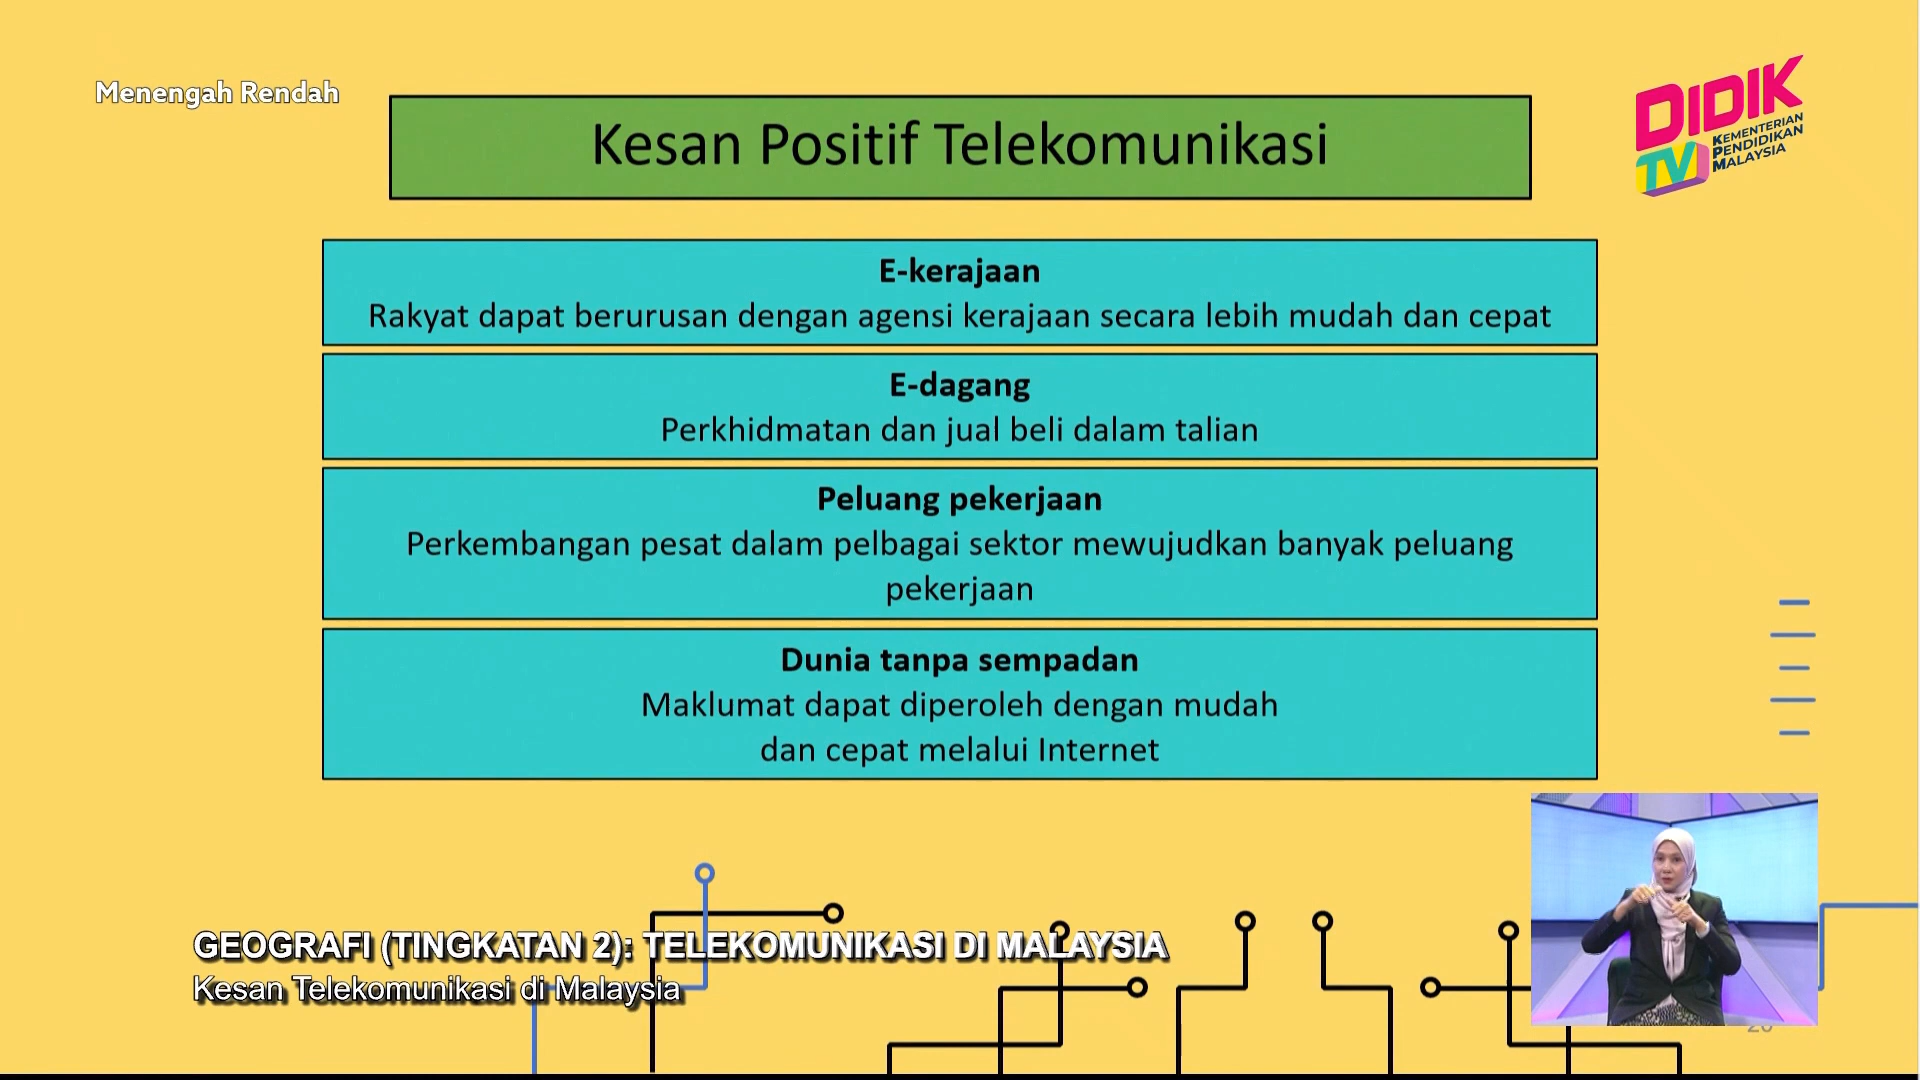 Menengah Rendah
DIDIK
TV
KEMENTERIAN
PENDIDIKAN
MALAYSIA
Kesan Positif Telekomunikasi
E-kerajaan
Rakyat dapat berurusan dengan agensi kerajaan secara lebih mudah dan cepat
E-dagang
Perkhidmatan dan jual beli dalam talian
Peluang pekerjaan
Perkembangan pesat dalam pelbagai sektor mewujudkan banyak peluang
pekerjaan
Dunia tanpa sempadan
Maklumat dapat diperoleh dengan mudah
dan cepat melalui Internet
GEOGRAFI (TINGKATAN 2): TELEKOMUNIKASI DI MALAYSIA
Kesan Telekomunikasi di Malaysia